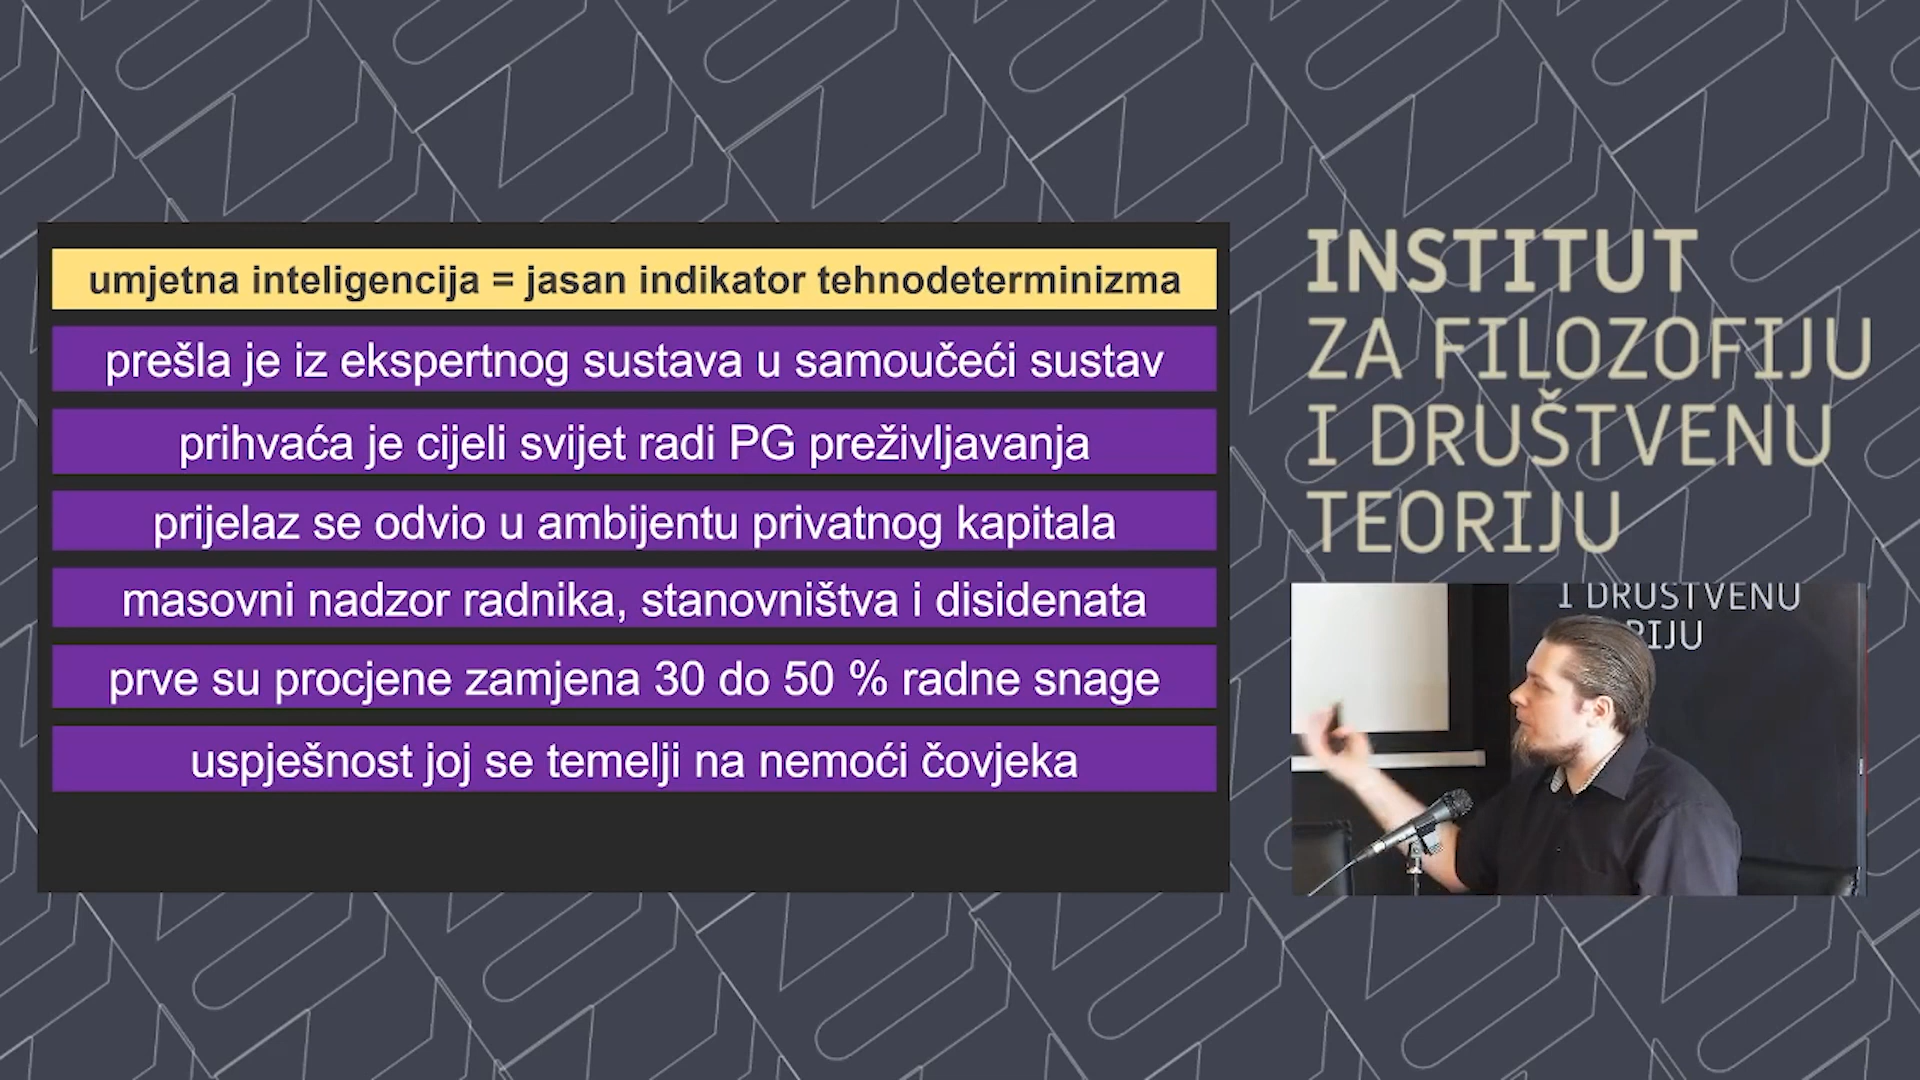 umjetna inteligencija = jasan indikator tehnodeterminizma
prešla je iz ekspertnog sustava u samoučeći sustav
prihvaća je cijeli svijet radi PG preživljavanja
prijelaz se odvio u ambijentu privatnog kapitala
masovni nadzor radnika, stanovništva i disidenata
prve su procjene zamjena 30 do 50 % radne snage
uspješnost joj se temelji na nemoći čovjeka
INSTITUT
ZA FILOZOFIJU
I DRUŠTVENU
TEORIJU
I DRUŠTVENU
RIJU